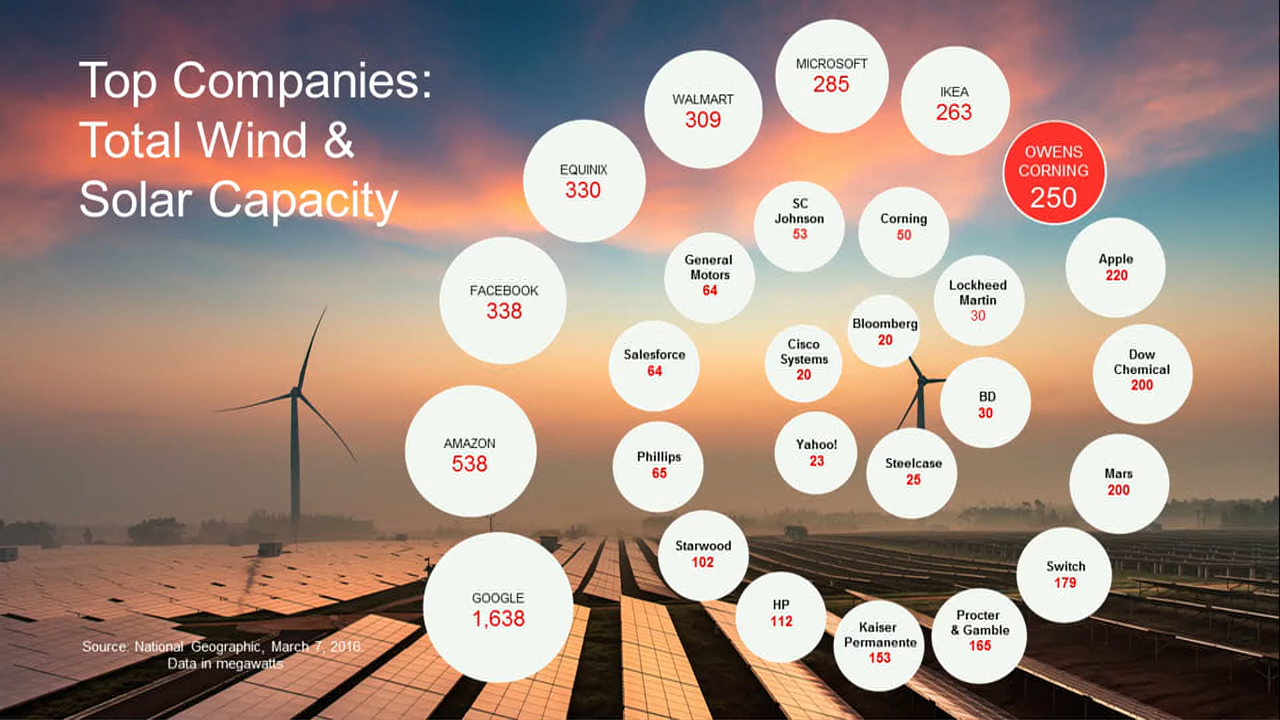 Top Companies:
Total Wind &
Solar Capacity
GOOGLE
1,638
AMAZON
538
FACEBOOK
338
EQUINIX
330
WALMART
309
MICROSOFT
285
IKEA
263
OWENS
CORNING
250
Apple
220
Dow
Chemical
200
Mars
200
Switch
179
Procter
& Gamble
165
Kaiser
Permanente
153
HP
112
Starwood
102
Phillips
65
Salesforce
64
General
Motors
64
SC
Johnson
53
Corning
50
Lockheed
Martin
30
BD
30
Steelcase
25
Yahoo!
23
Cisco
Systems
20
Bloomberg
20
Source: National Geographic, March 7, 2016.
Data in megawatts